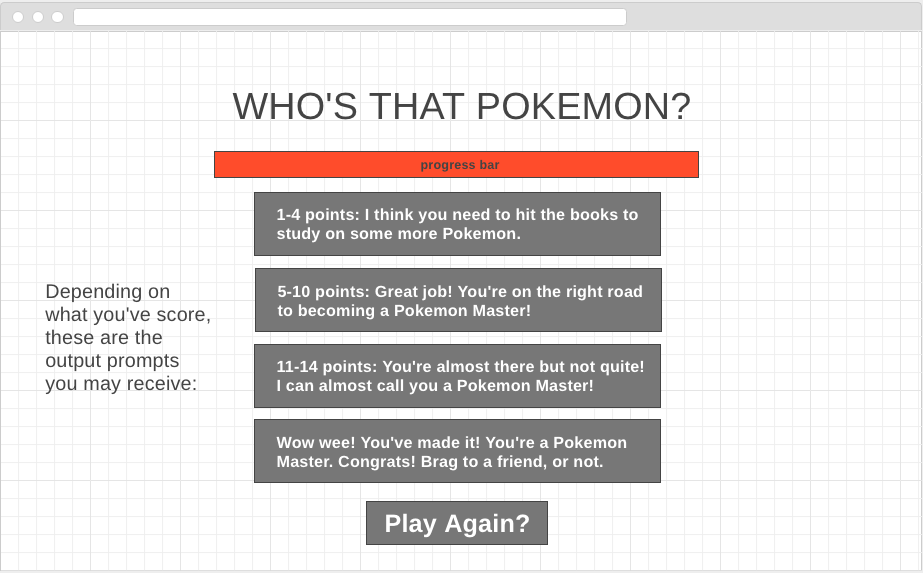 WHO'S THAT POKEMON?
progress bar
1-4 points: I think you need to hit the books to
study on some more Pokemon.
5-10 points: Great job! You're on the right road
to becoming a Pokemon Master!
Depending on
what you've score,
these are the
output prompts
you may receive:
11-14 points: You're almost there but not quite!
I can almost call you a Pokemon Master!
Wow wee! You've made it! You're a Pokemon
Master. Congrats! Brag to a friend, or not.
Play Again?